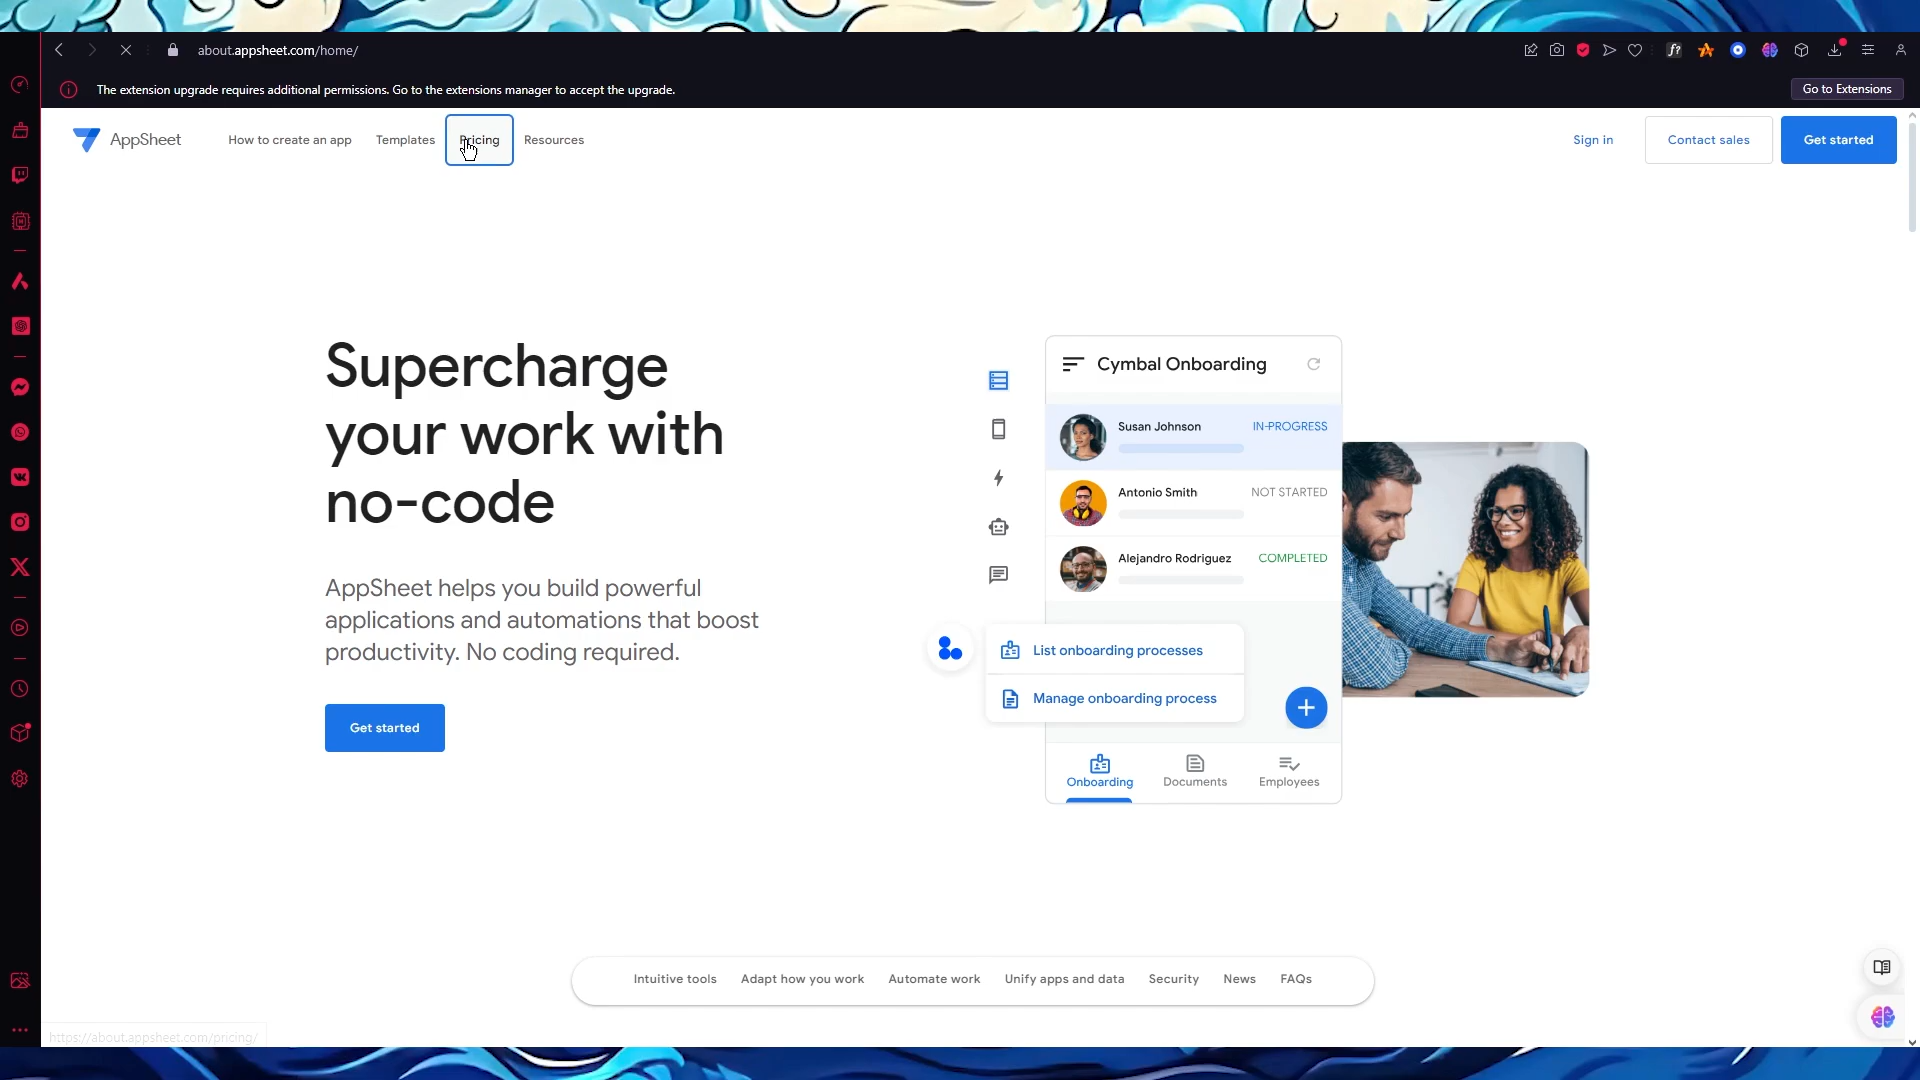 about.appsheet.com/home/
The extension upgrade requires additional permissions. Go to the extensions manager to accept the upgrade.
Go to Extensions
AppSheet
How to create an app
Templates
Pricing
Resources
Sign in
Contact sales
Get started
Supercharge
your work with
no-code
AppSheet helps you build powerful
applications and automations that boost
productivity. No coding required.
Get started
Cymbal Onboarding
Susan Johnson
IN-PROGRESS
Antonio Smith
NOT STARTED
Alejandro Rodriguez
COMPLETED
List onboarding processes
Manage onboarding process
Onboarding
Documents
Employees
Intuitive tools
Adapt how you work
Automate work
Unify apps and data
Security
News
FAQs
https://about.appsheet.com/pricing/